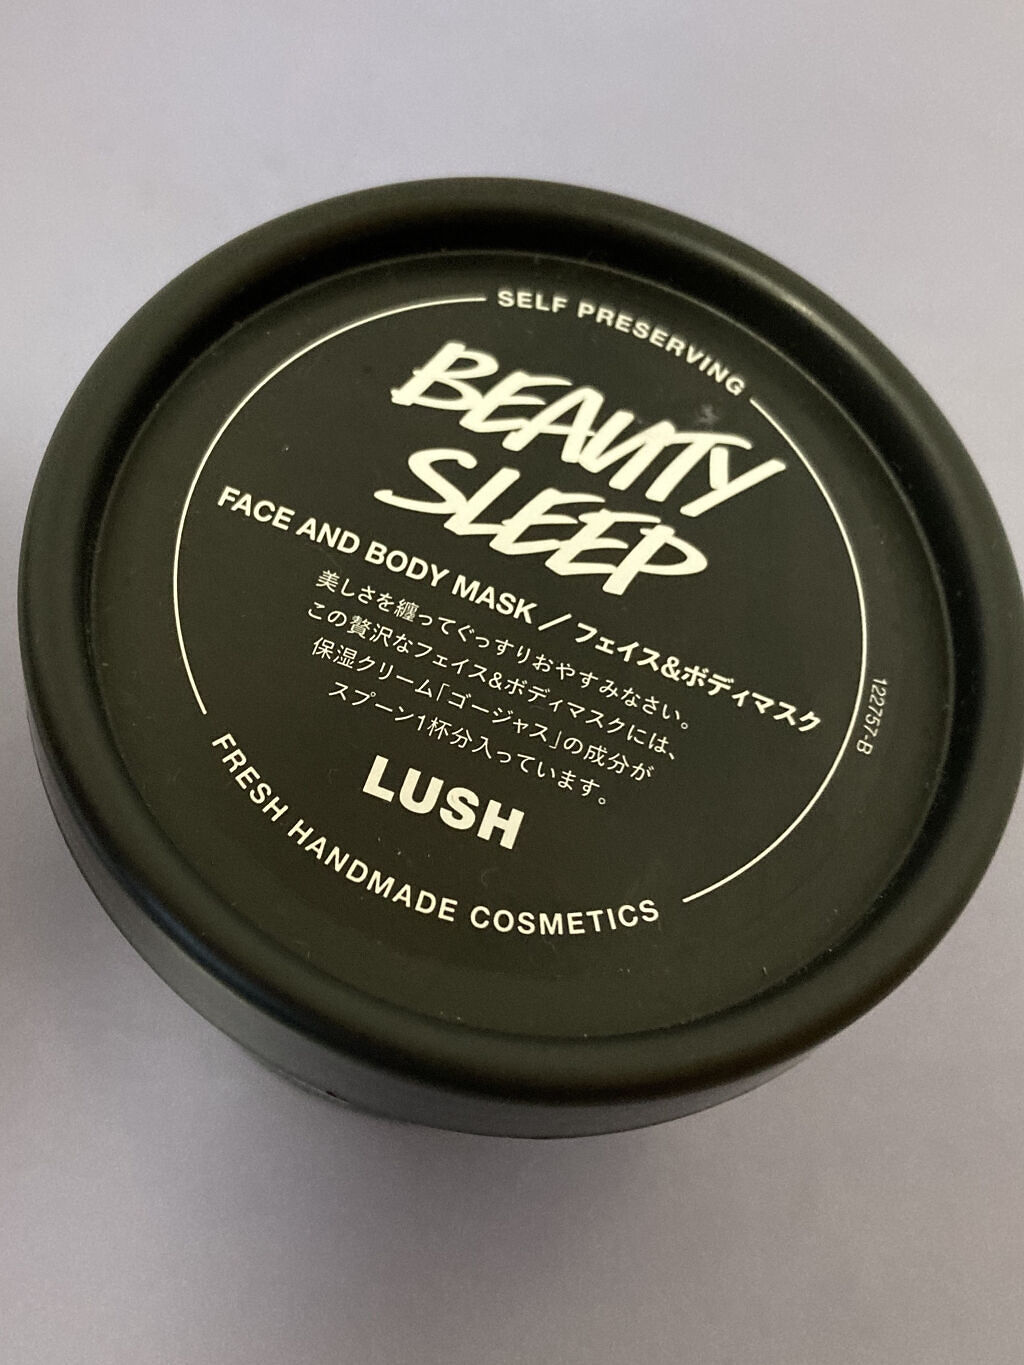 SELF PRESERVING
BEAUTY
SLEEP
FACE AND BODY MASK / フェイス&ボディマスク
美しさを纏ってぐっすりおやすみなさい。
この贅沢なフェイス&ボディマスクには、
保湿クリーム「ゴージャス」の成分が
スプーン1杯分入っています。
LUSH
FRESH HANDMADE COSMETICS
122757-B